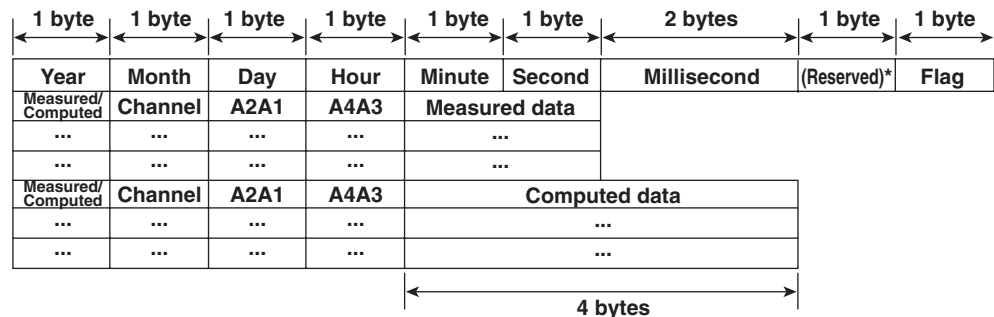 1 byte 1 byte 1 byte 1 byte 1 byte 1 byte 2 bytes 1 byte 1 byte
Year Month Day Hour Minute Second Millisecond (Reserved)* Flag
Measured/
Computed Channel A2A1 A4A3 Measured data
... ... ... ... ...
... ... ... ... ...
Measured/
Computed Channel A2A1 A4A3 Computed data
... ... ... ... ...
... ... ... ... ...
4 bytes